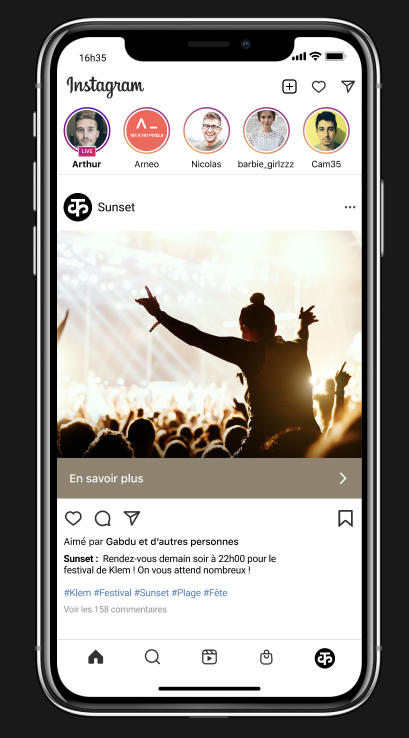 16h35
Instagram
LIVE
Arthur
Arneo
Nicolas
barbie_girlzzz
Cam35
Sunset
En savoir plus
Aimé par Gabdu et d'autres personnes
Sunset : Rendez-vous demain soir à 22h00 pour le
festival de Klem ! On vous attend nombreux !
#Klem #Festival #Sunset #Plage #Fête
Voir les 158 commentaires